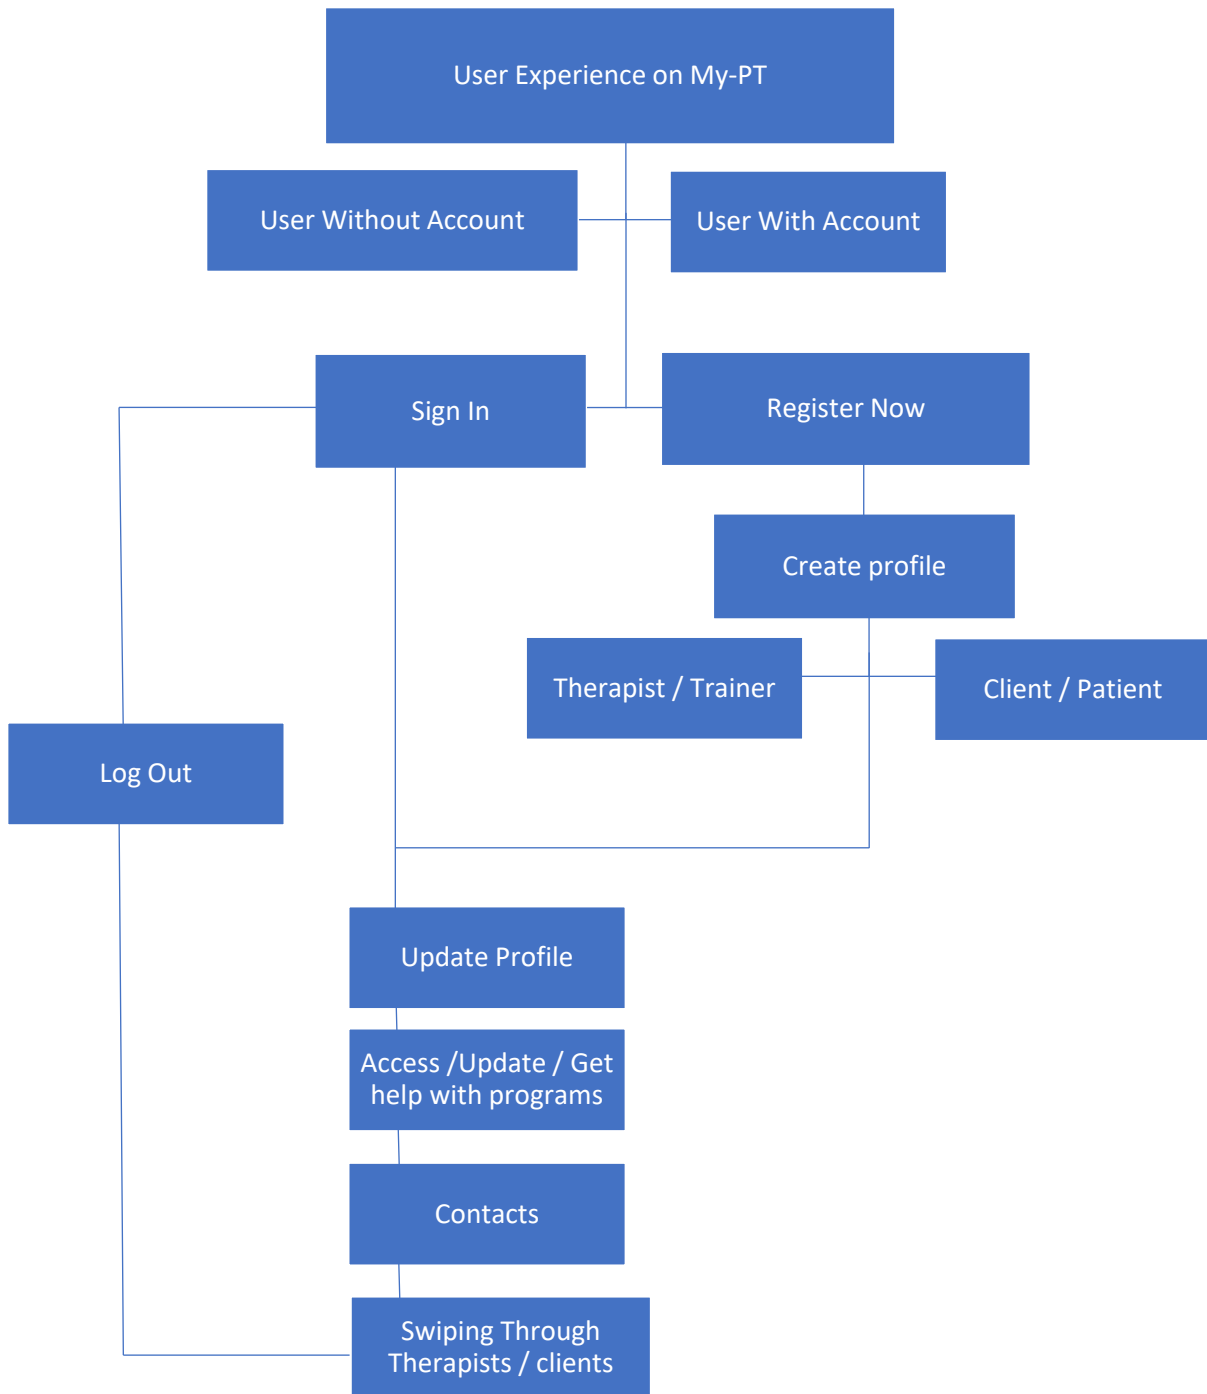 User Experience on My-PT
User Without Account
User With Account
Sign In
Register Now
Create profile
Therapist / Trainer
Client / Patient
Log Out
Update Profile
Access /Update / Get
help with programs
Contacts
Swiping Through
Therapists / clients